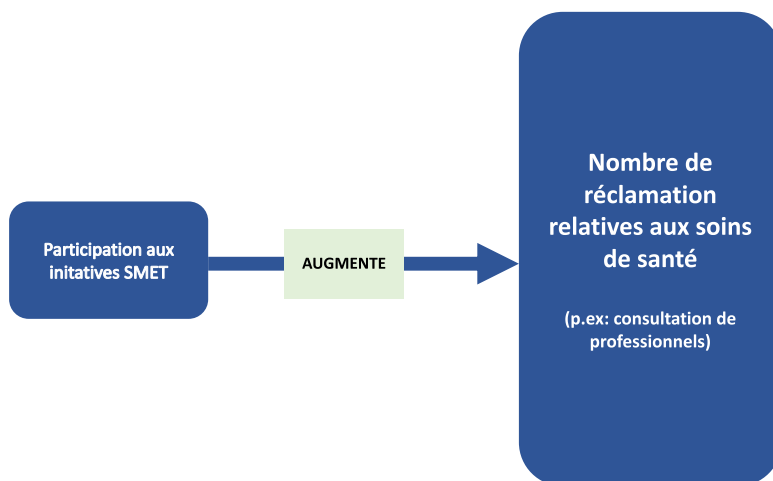 Participation aux
initatives SMET
AUGMENTE
Nombre de
réclamation
relatives aux soins
de santé
(p.ex: consultation de
professionnels)